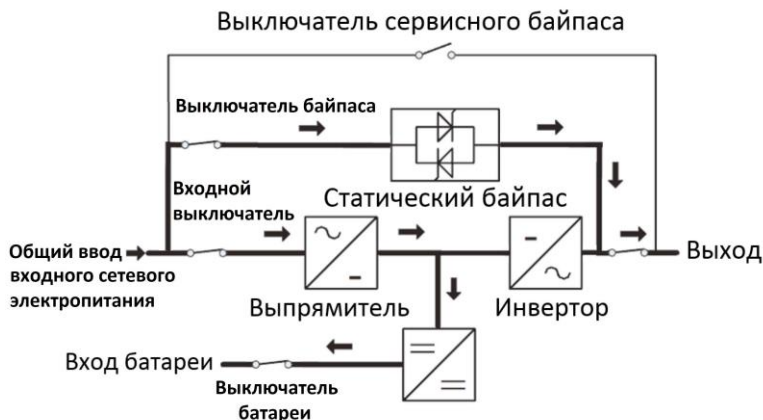 Выключатель сервисного байпаса
Выключатель байпаса
Статический байпас
Входной
выключатель
Общий ввод
входного сетевого
электропитания
Выход
Выпрямитель
Инвертор
Вход батареи
Выключатель
батареи